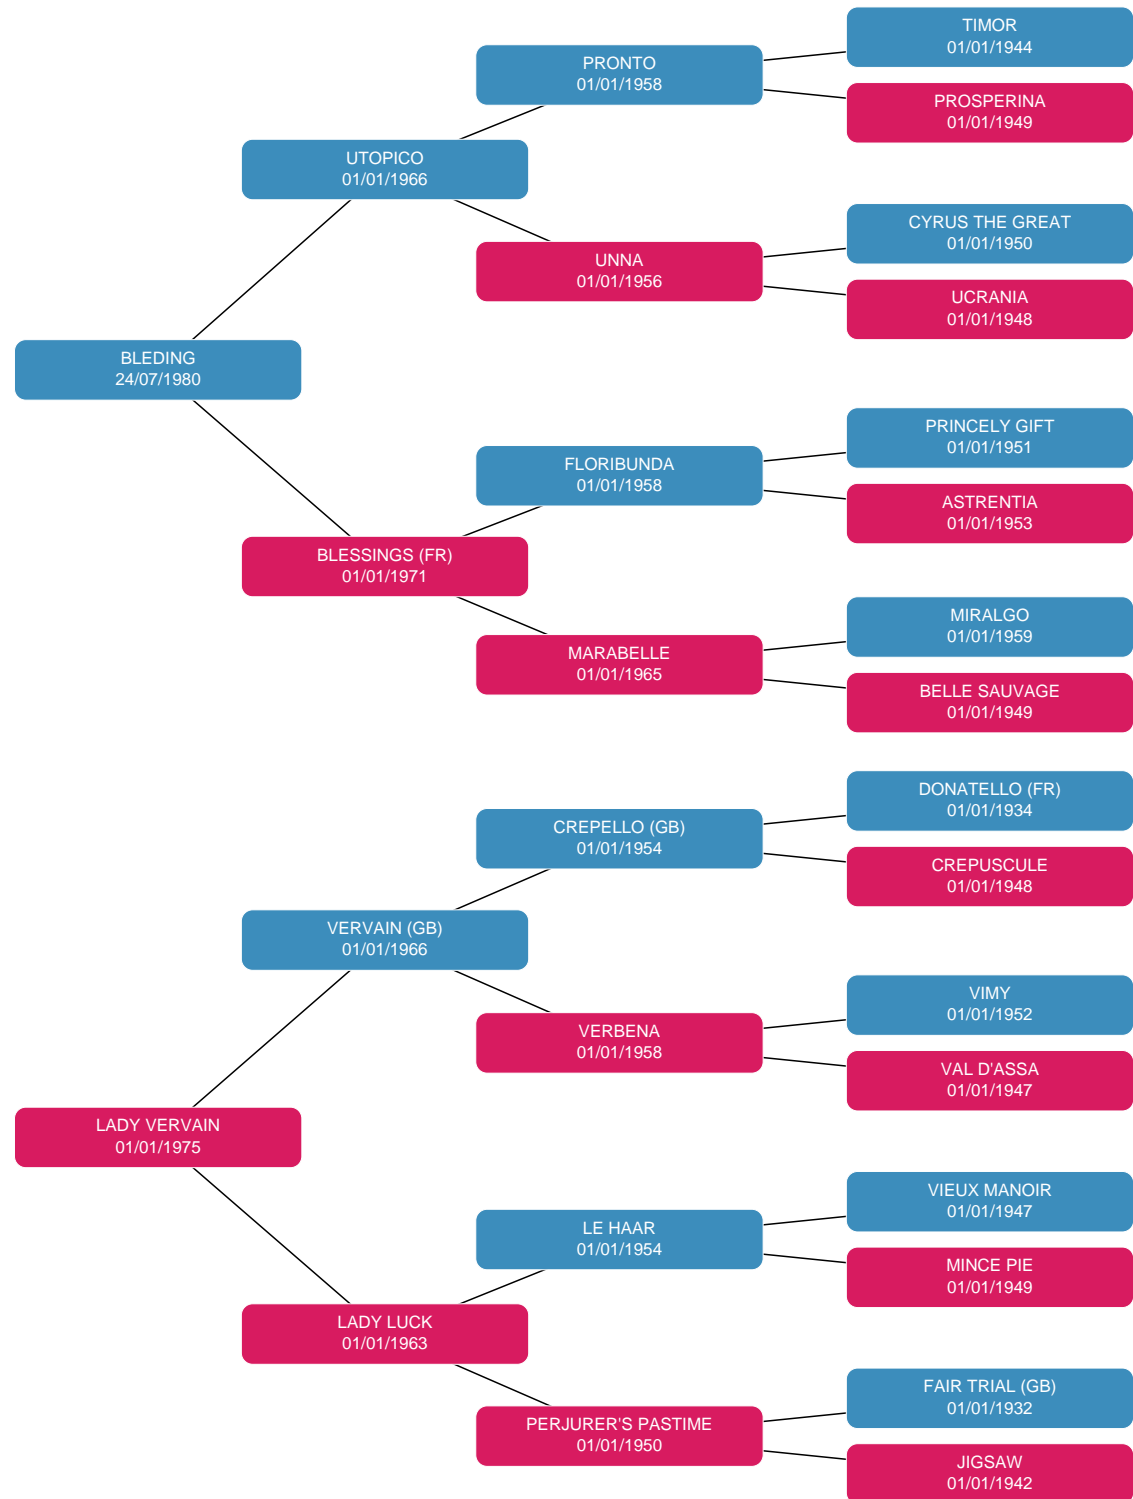 TIMOR
01/01/1944
PRONTO
01/01/1958
PROSPERINA
01/01/1949
UTOPICO
01/01/1966
CYRUS THE GREAT
01/01/1950
UNNA
01/01/1956
UCRANIA
01/01/1948
BLEDING
24/07/1980
PRINCELY GIFT
01/01/1951
FLORIBUNDA
01/01/1958
ASTRENTIA
01/01/1953
BLESSINGS (FR)
01/01/1971
MIRALGO
01/01/1959
MARABELLE
01/01/1965
BELLE SAUVAGE
01/01/1949
DONATELLO (FR)
01/01/1934
CREPELLO (GB)
01/01/1954
CREPUSCULE
01/01/1948
VERVAIN (GB)
01/01/1966
VIMY
01/01/1952
VERBENA
01/01/1958
VAL D'ASSA
01/01/1947
LADY VERVAIN
01/01/1975
VIEUX MANOIR
01/01/1947
LE HAAR
01/01/1954
MINCE PIE
01/01/1949
LADY LUCK
01/01/1963
FAIR TRIAL (GB)
01/01/1932
PERJURER'S PASTIME
01/01/1950
JIGSAW
01/01/1942